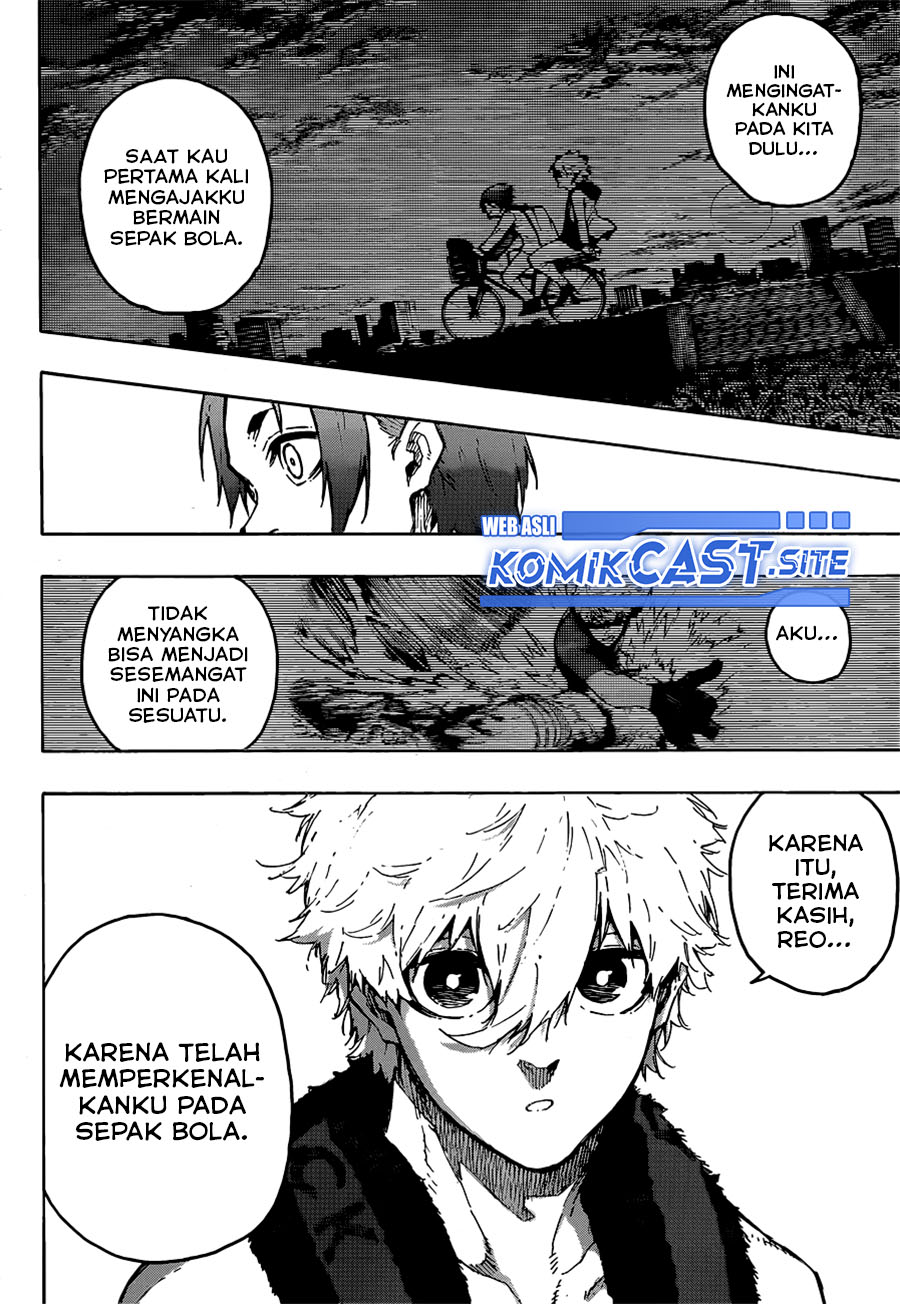 INI
MENGINGAT-
KANKU
PADA KITA
DULU...
SAAT KAU
PERTAMA KALI
MENGAJAKKU
BERMAIN
SEPAK BOLA.
WEB ASLI
KOMIKCAST.SITE
AKU...
TIDAK
MENYANGKA
BISA MENJADI
SESEMANGAT
INI PADA
SESUATU.
KARENA
ITU,
TERIMA
KASIH,
REO...
KARENA TELAH
MEMPERKENAL-
KANKU PADA
SEPAK BOLA.
CK